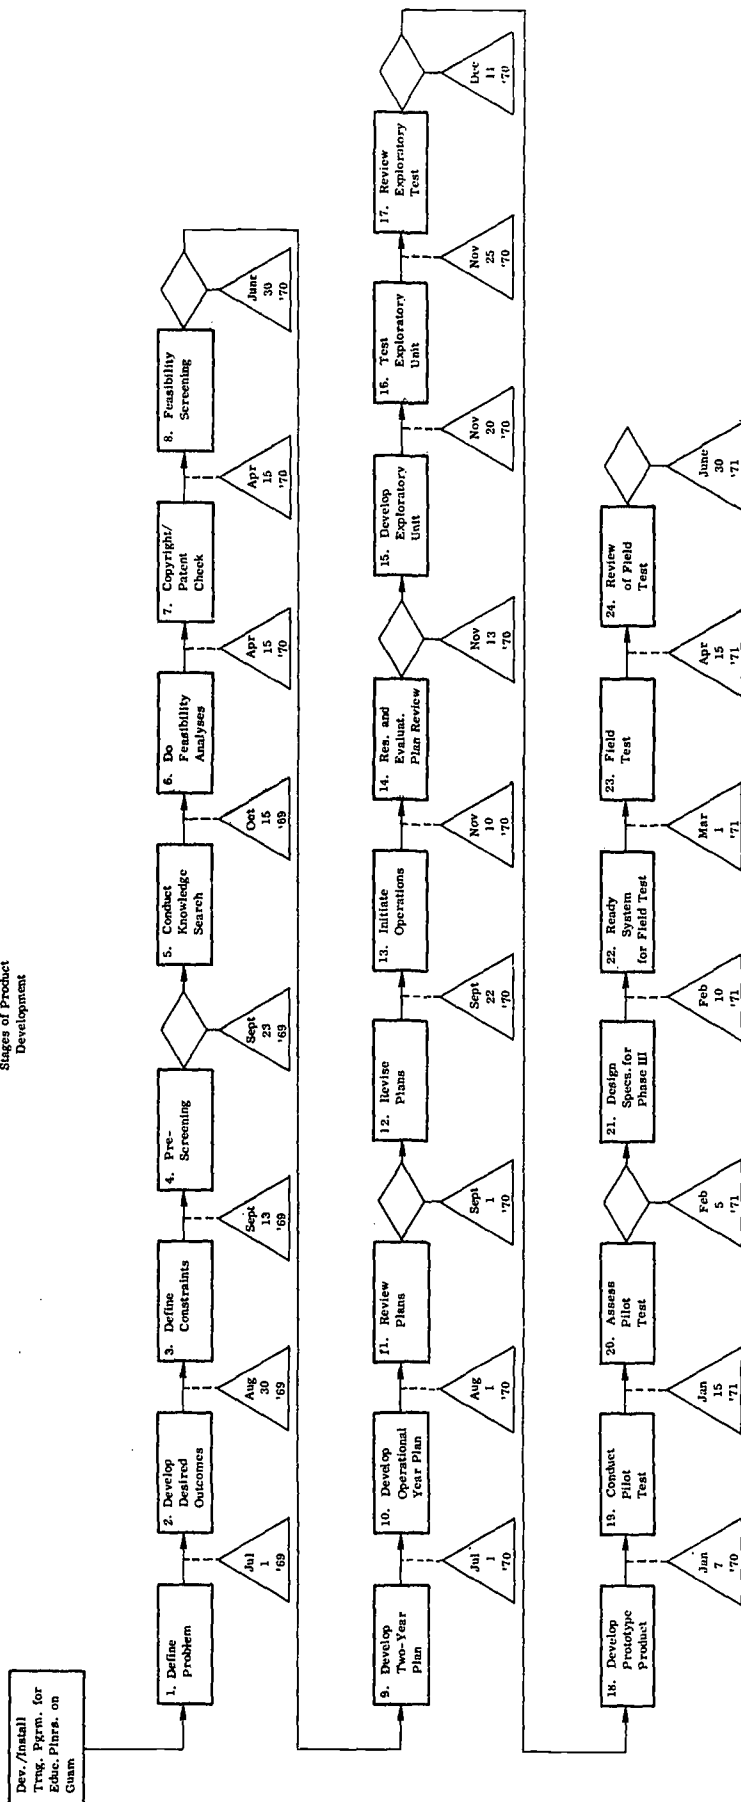 Stages of Product
Development
Dev./Install
Trng. Pgrm. for
Educ. Plnrs. on
Guam
1. Define
Problem
Jul
1
'69
2. Develop
Desired
Outcomes
Aug
30
'69
3. Define
Constraints
Sept
13
'69
4. Pre-
Screening
Sept
23
'69
5. Conduct
Knowledge
Search
Oct
15
'69
6. Do
Feasibility
Analyses
Apr
15
'70
7. Copyright/
Patent
Check
Apr
15
'70
8. Feasibility
Screening
June
30
'70
9. Develop
Two-Year
Plan
Jul
1
'70
10. Develop
Operational
Year Plan
Aug
1
'70
11. Review
Plans
Sept
1
'70
12. Revise
Plans
Sept
22
'70
13. Initiate
Operations
Nov
10
'70
14. Res. and
Evaluat.
Plan Review
Nov
13
'70
15. Develop
Exploratory
Unit
Nov
20
'70
16. Test
Exploratory
Unit
Nov
25
'70
17. Review
Exploratory
Test
Dec
11
'70
18. Develop
Prototype
Product
Jan
7
'70
19. Conduct
Pilot
Test
Jan
15
'71
20. Assess
Pilot
Test
Feb
5
'71
21. Design
Specs. for
Phase III
Feb
10
'71
22. Ready
System
for Field Test
Mar
1
'71
23. Field
Test
Apr
15
'71
24. Review
of Field
Test
June
30
'71